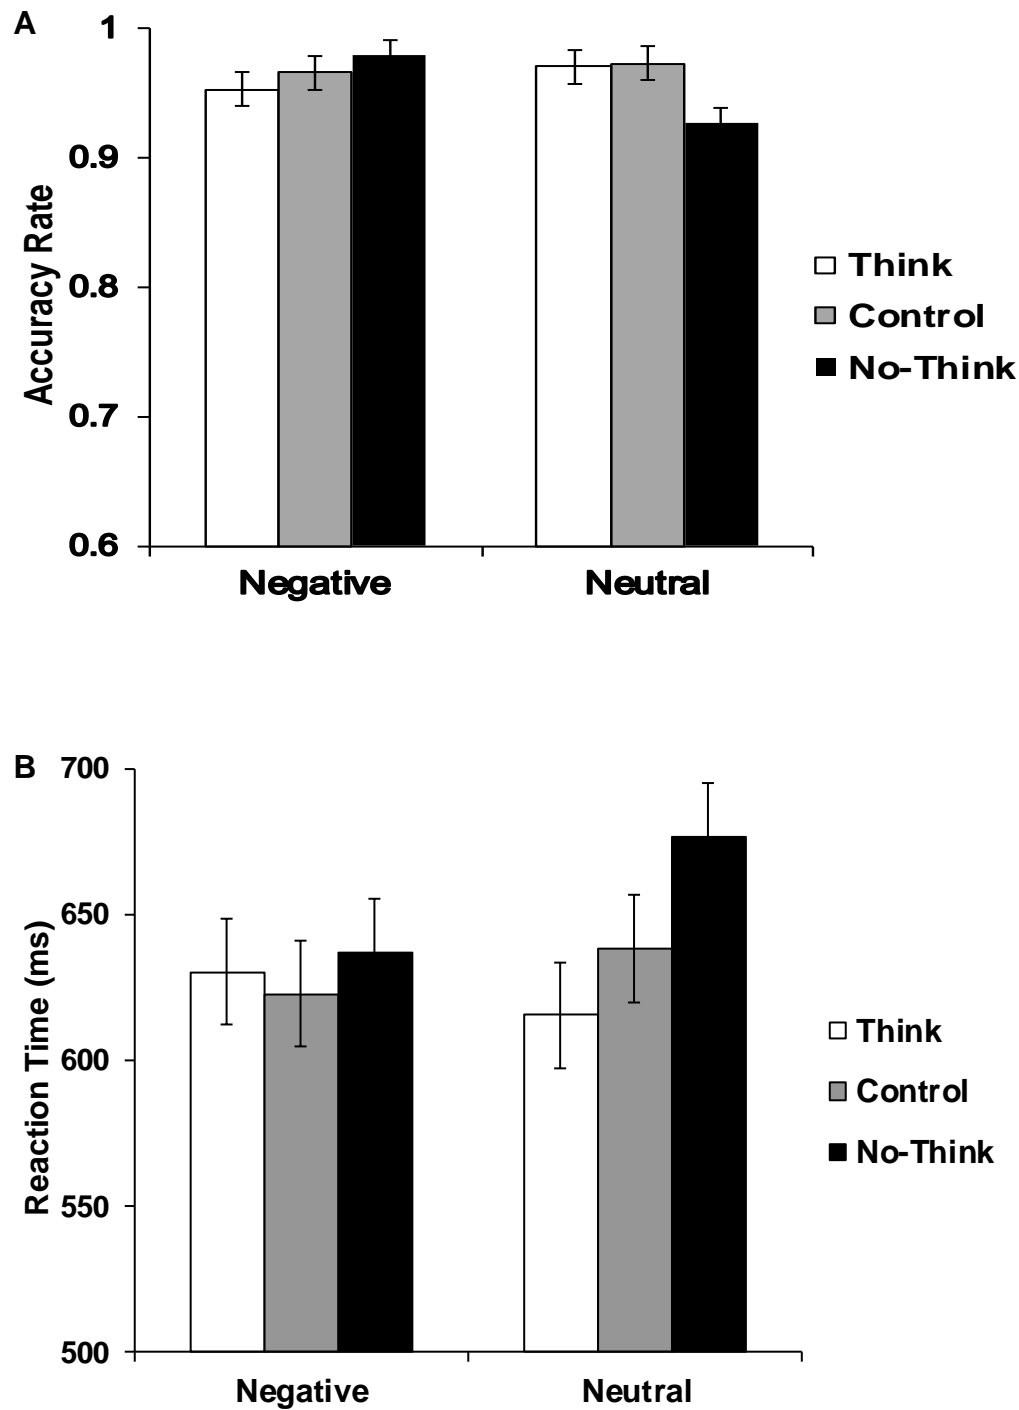 A
1
0.9
0.8
0.7
0.6
Accuracy Rate
Negative
Neutral
Think
Control
No-Think
B
700
650
600
550
500
Reaction Time (ms)
Negative
Neutral
Think
Control
No-Think